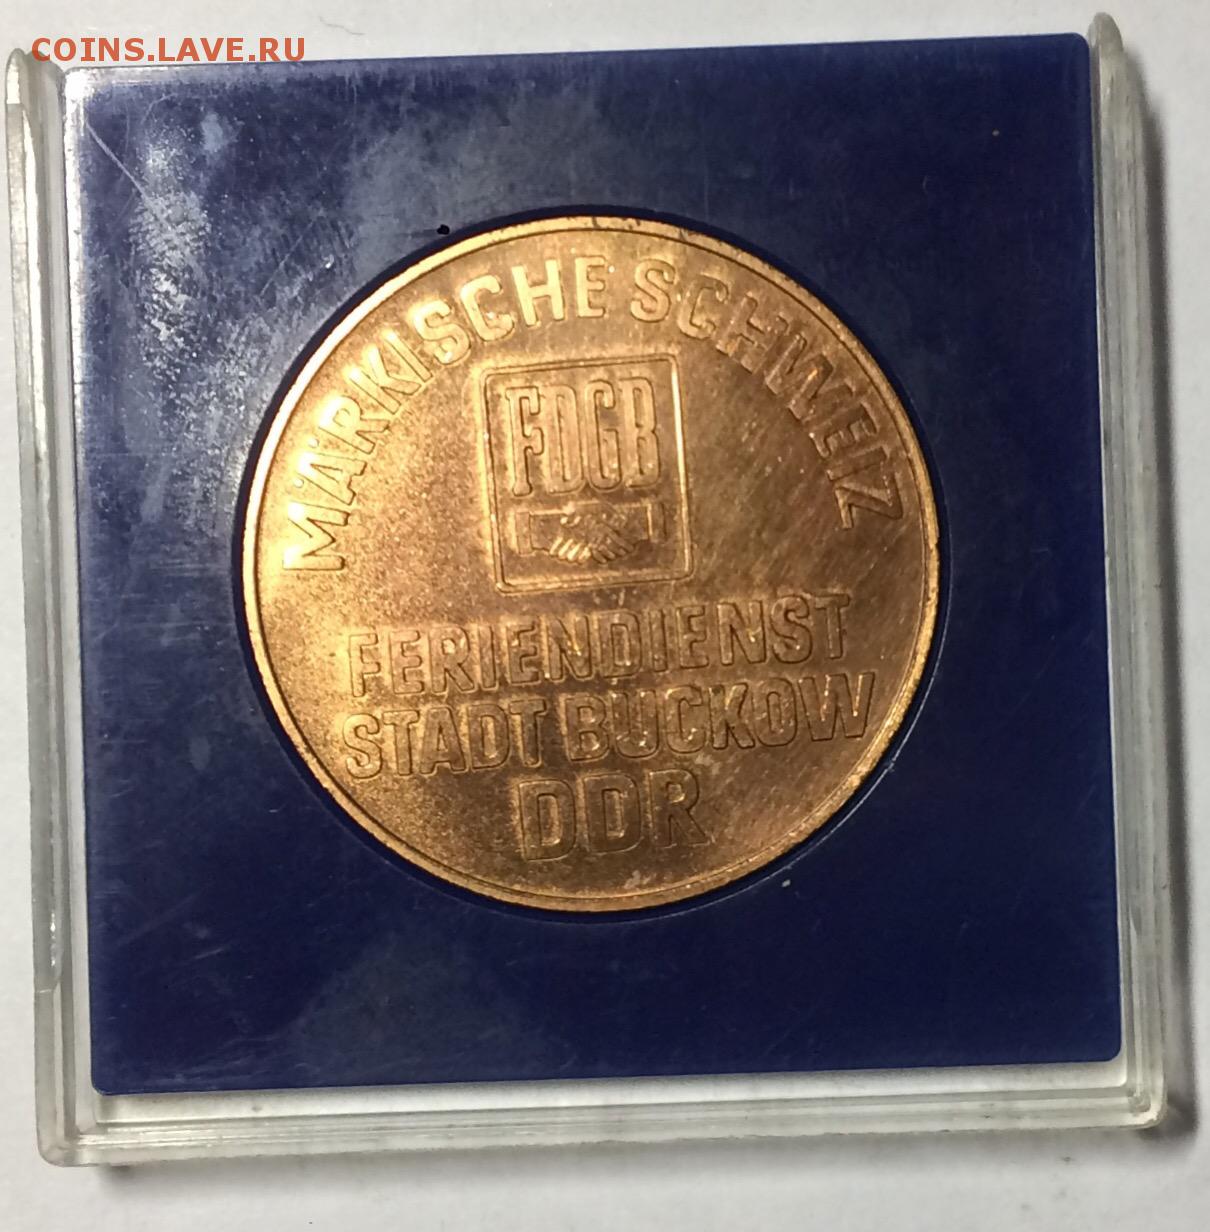 COINS.LAVE.RU
MÄRKISCHE SCHWEIZ
FDGB
FERIENDIENST
STADT BUCKOW
DDR